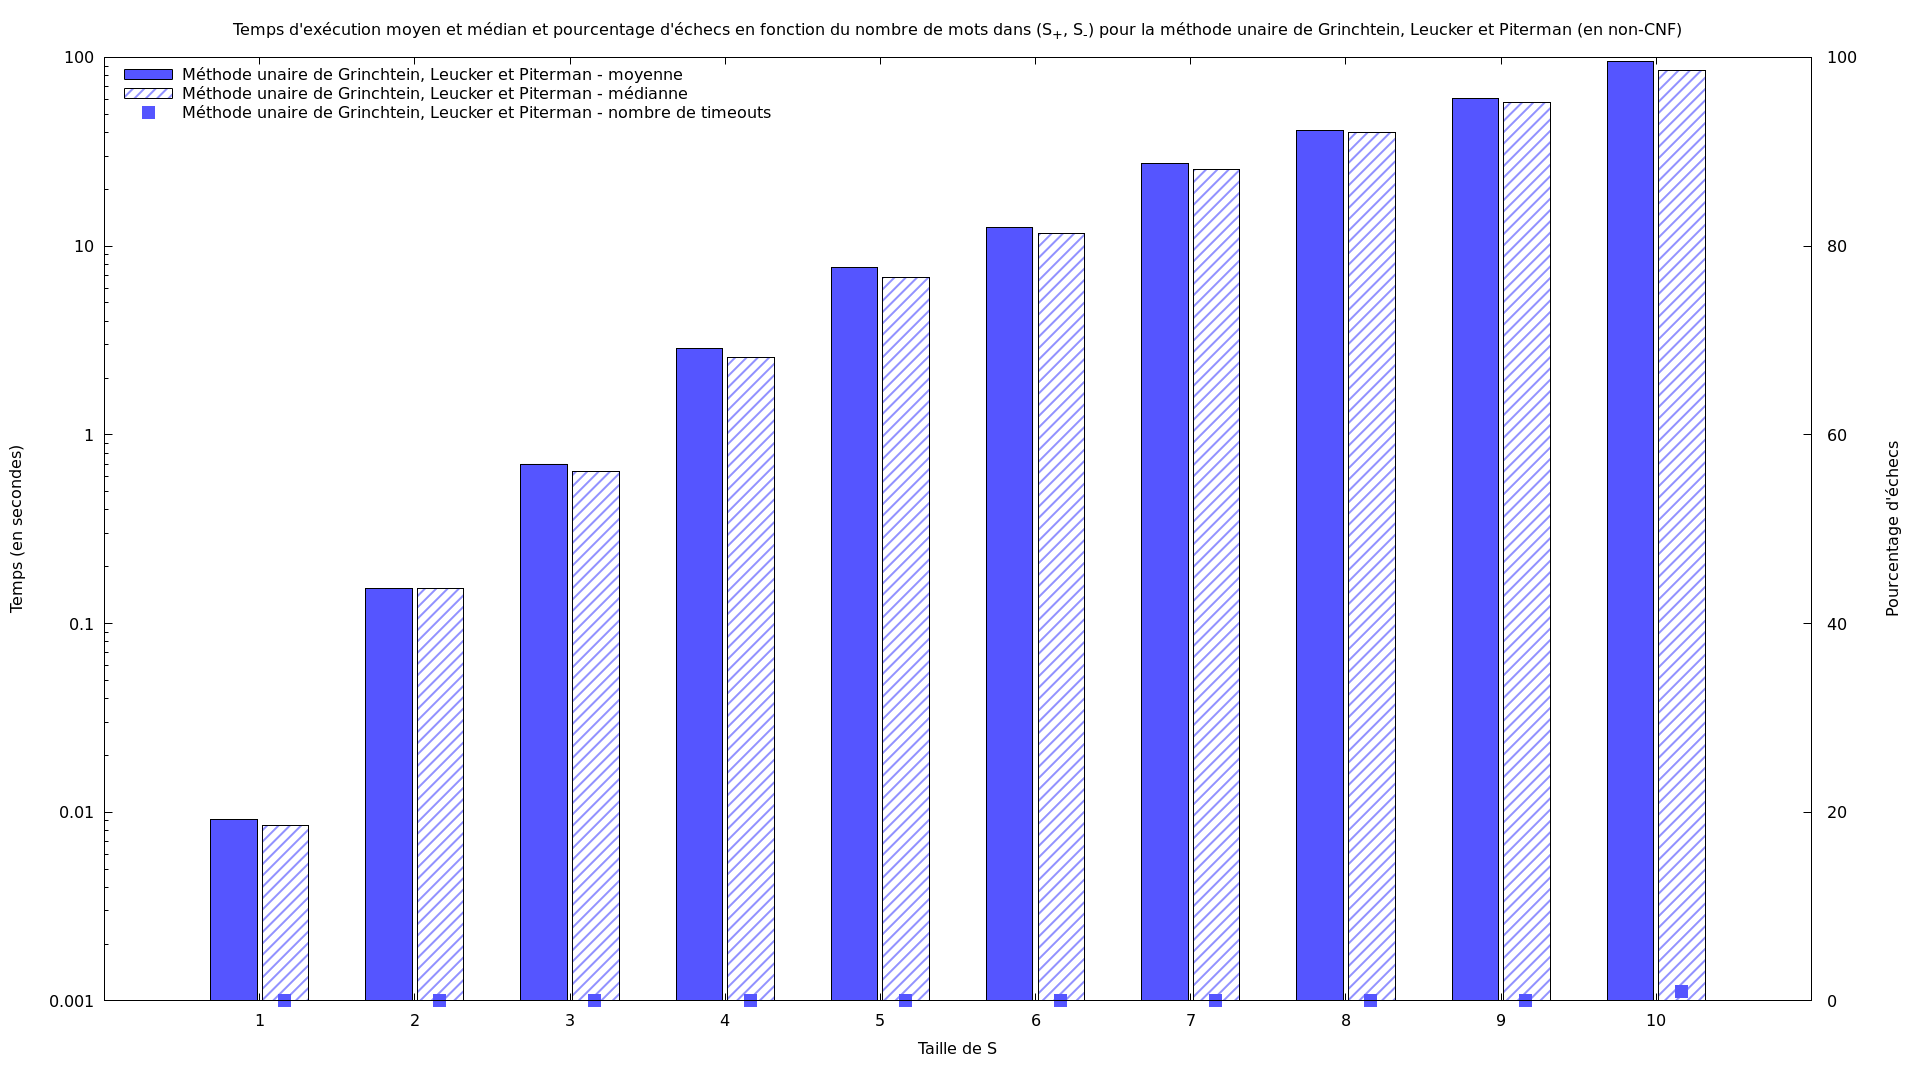 Temps d'exécution moyen et médian et pourcentage d'échecs en fonction du nombre de mots dans (S+, S-) pour la méthode unaire de Grinchtein, Leucker et Piterman (en non-CNF)
Méthode unaire de Grinchtein, Leucker et Piterman - moyenne
Méthode unaire de Grinchtein, Leucker et Piterman - médianne
Méthode unaire de Grinchtein, Leucker et Piterman - nombre de timeouts
Temps (en secondes)
100
10
1
0.1
0.01
0.001
100
80
60
40
20
0
Pourcentage d'échecs
1 2 3 4 5 6 7 8 9 10
Taille de S